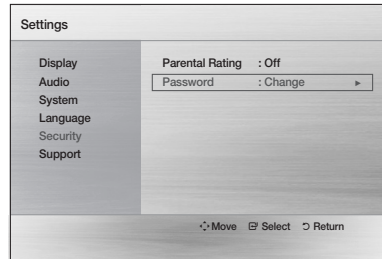 Settings
Display
Audio
System
Language
Security
Support
Parental Rating : Off
Password : Change ►
Move Select Return